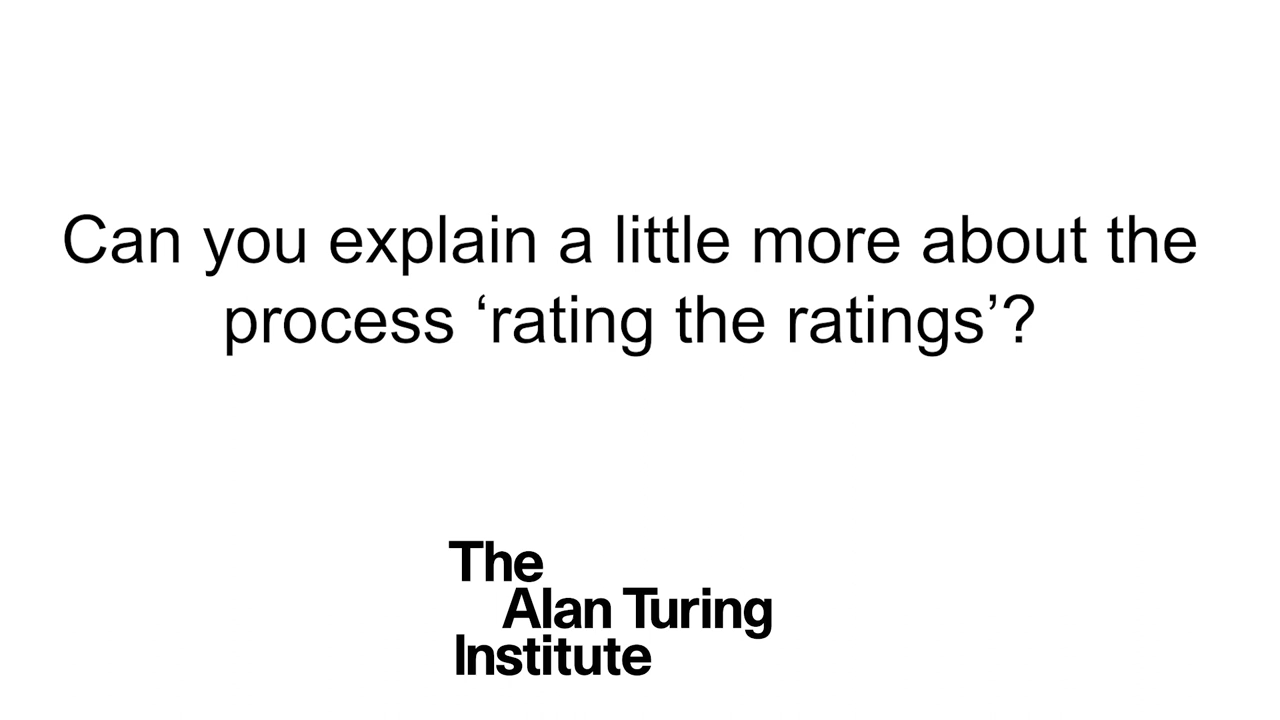 Can you explain a little more about the
process ‘rating the ratings’?
The
Alan Turing
Institute